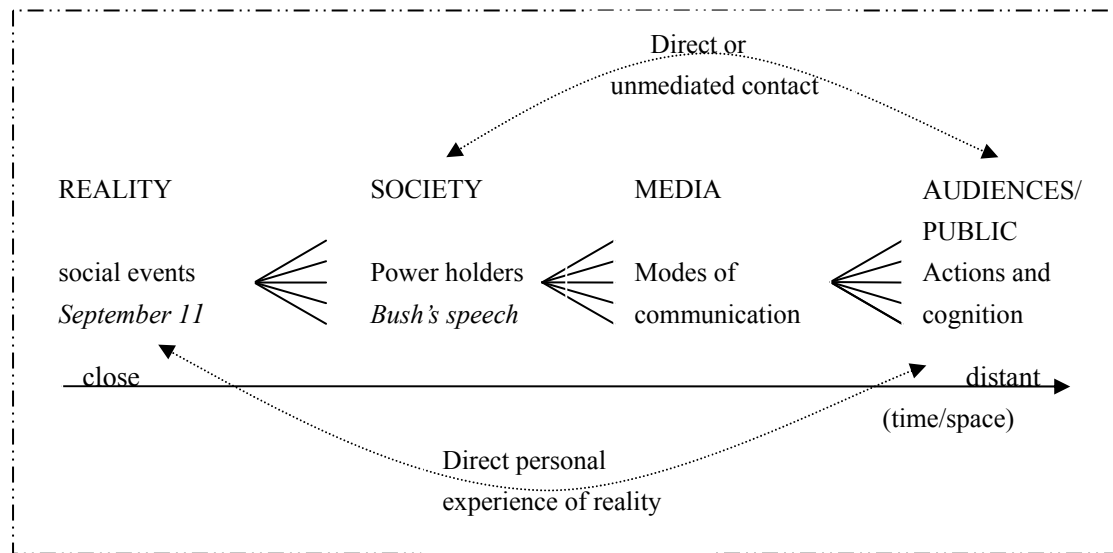 Direct or
unmediated contact
REALITY
SOCIETY
MEDIA
AUDIENCES/
PUBLIC
social events
September 11
Power holders
Bush’s speech
Modes of
communication
Actions and
cognition
close
distant
(time/space)
Direct personal
experience of reality